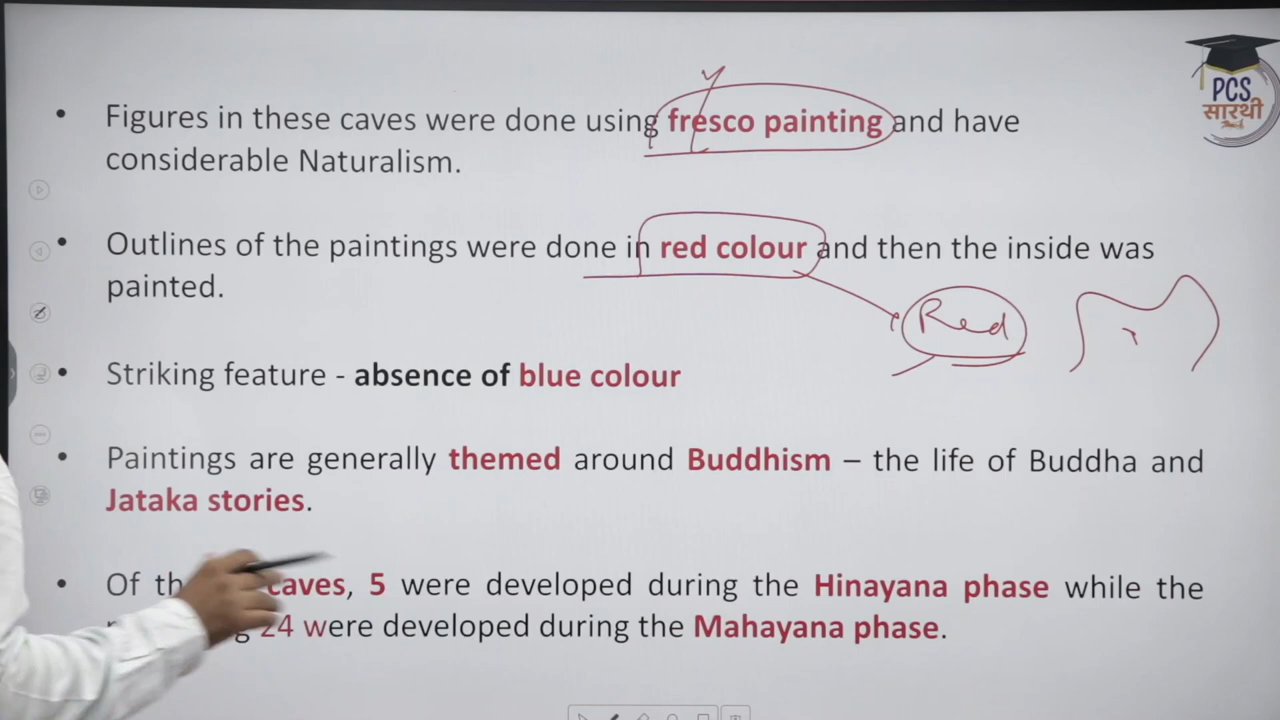 PCS
सारथी
• Figures in these caves were done using fresco painting and have
considerable Naturalism.
• Outlines of the paintings were done in red colour and then the inside was
painted.
Red
• Striking feature - absence of blue colour
• Paintings are generally themed around Buddhism – the life of Buddha and
Jataka stories.
• Of caves, 5 were developed during the Hinayana phase while the
24 were developed during the Mahayana phase.